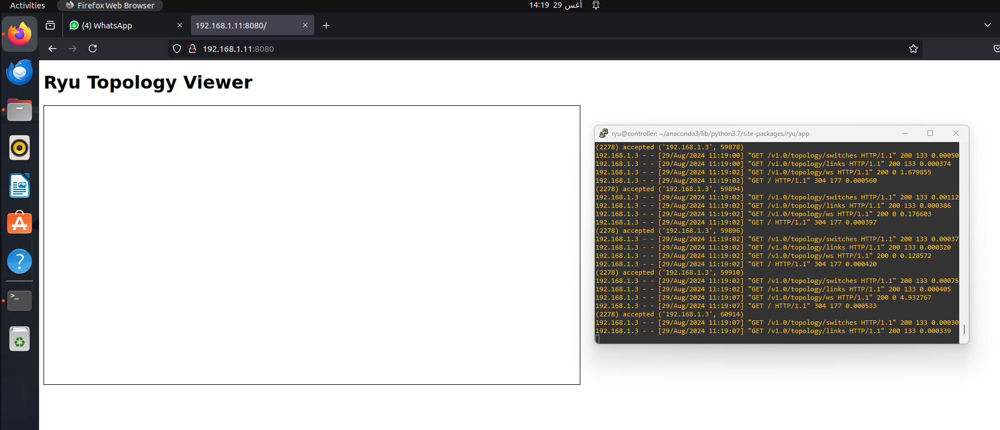 Activities
Firefox Web Browser
14:19 29 أغس
(4) WhatsApp
192.168.1.11:8080/
192.168.1.11:8080
Ryu Topology Viewer
ryu@controller: ~/anaconda3/lib/python3.7/site-packages/ryu/app
(2278) accepted ('192.168.1.3', 59878)
192.168.1.3 - - [29/Aug/2024 11:19:00] "GET /v1.0/topology/switches HTTP/1.1" 200 133 0.00050
192.168.1.3 - - [29/Aug/2024 11:19:00] "GET /v1.0/topology/links HTTP/1.1" 200 133 0.000374
192.168.1.3 - - [29/Aug/2024 11:19:02] "GET /v1.0/topology/ws HTTP/1.1" 200 0 1.679855
192.168.1.3 - - [29/Aug/2024 11:19:02] "GET / HTTP/1.1" 304 177 0.000560
(2278) accepted ('192.168.1.3', 59894)
192.168.1.3 - - [29/Aug/2024 11:19:02] "GET /v1.0/topology/switches HTTP/1.1" 200 133 0.00112
192.168.1.3 - - [29/Aug/2024 11:19:02] "GET /v1.0/topology/links HTTP/1.1" 200 133 0.000386
192.168.1.3 - - [29/Aug/2024 11:19:02] "GET /v1.0/topology/ws HTTP/1.1" 200 0 0.176603
192.168.1.3 - - [29/Aug/2024 11:19:02] "GET / HTTP/1.1" 304 177 0.000397
(2278) accepted ('192.168.1.3', 59896)
192.168.1.3 - - [29/Aug/2024 11:19:02] "GET /v1.0/topology/switches HTTP/1.1" 200 133 0.00037
192.168.1.3 - - [29/Aug/2024 11:19:02] "GET /v1.0/topology/links HTTP/1.1" 200 133 0.000320
192.168.1.3 - - [29/Aug/2024 11:19:02] "GET /v1.0/topology/ws HTTP/1.1" 200 0 0.128572
192.168.1.3 - - [29/Aug/2024 11:19:02] "GET / HTTP/1.1" 304 177 0.000420
(2278) accepted ('192.168.1.3', 59910)
192.168.1.3 - - [29/Aug/2024 11:19:02] "GET /v1.0/topology/switches HTTP/1.1" 200 133 0.00075
192.168.1.3 - - [29/Aug/2024 11:19:02] "GET /v1.0/topology/links HTTP/1.1" 200 133 0.000405
192.168.1.3 - - [29/Aug/2024 11:19:07] "GET /v1.0/topology/ws HTTP/1.1" 200 0 4.932767
192.168.1.3 - - [29/Aug/2024 11:19:07] "GET / HTTP/1.1" 304 177 0.000533
(2278) accepted ('192.168.1.3', 60914)
192.168.1.3 - - [29/Aug/2024 11:19:07] "GET /v1.0/topology/switches HTTP/1.1" 200 133 0.00030
192.168.1.3 - - [29/Aug/2024 11:19:07] "GET /v1.0/topology/links HTTP/1.1" 200 133 0.000339